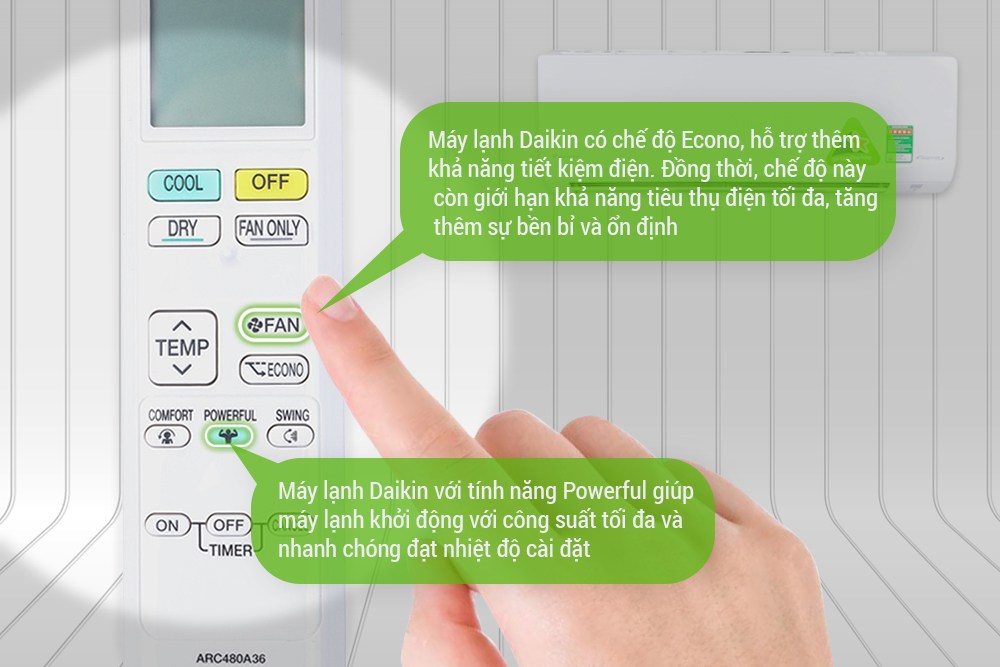 Máy lạnh Daikin có chế độ Econo, hỗ trợ thêm
khả năng tiết kiệm điện. Đồng thời, chế độ này
còn giới hạn khả năng tiêu thụ điện tối đa, tăng
thêm sự bền bỉ và ổn định
COOL OFF
DRY FAN ONLY
TEMP FAN
ECONO
COMFORT POWERFUL SWING
Máy lạnh Daikin với tính năng Powerful giúp
máy lạnh khởi động với công suất tối đa và
nhanh chóng đạt nhiệt độ cài đặt
ON OFF
TIMER
ARC480A36